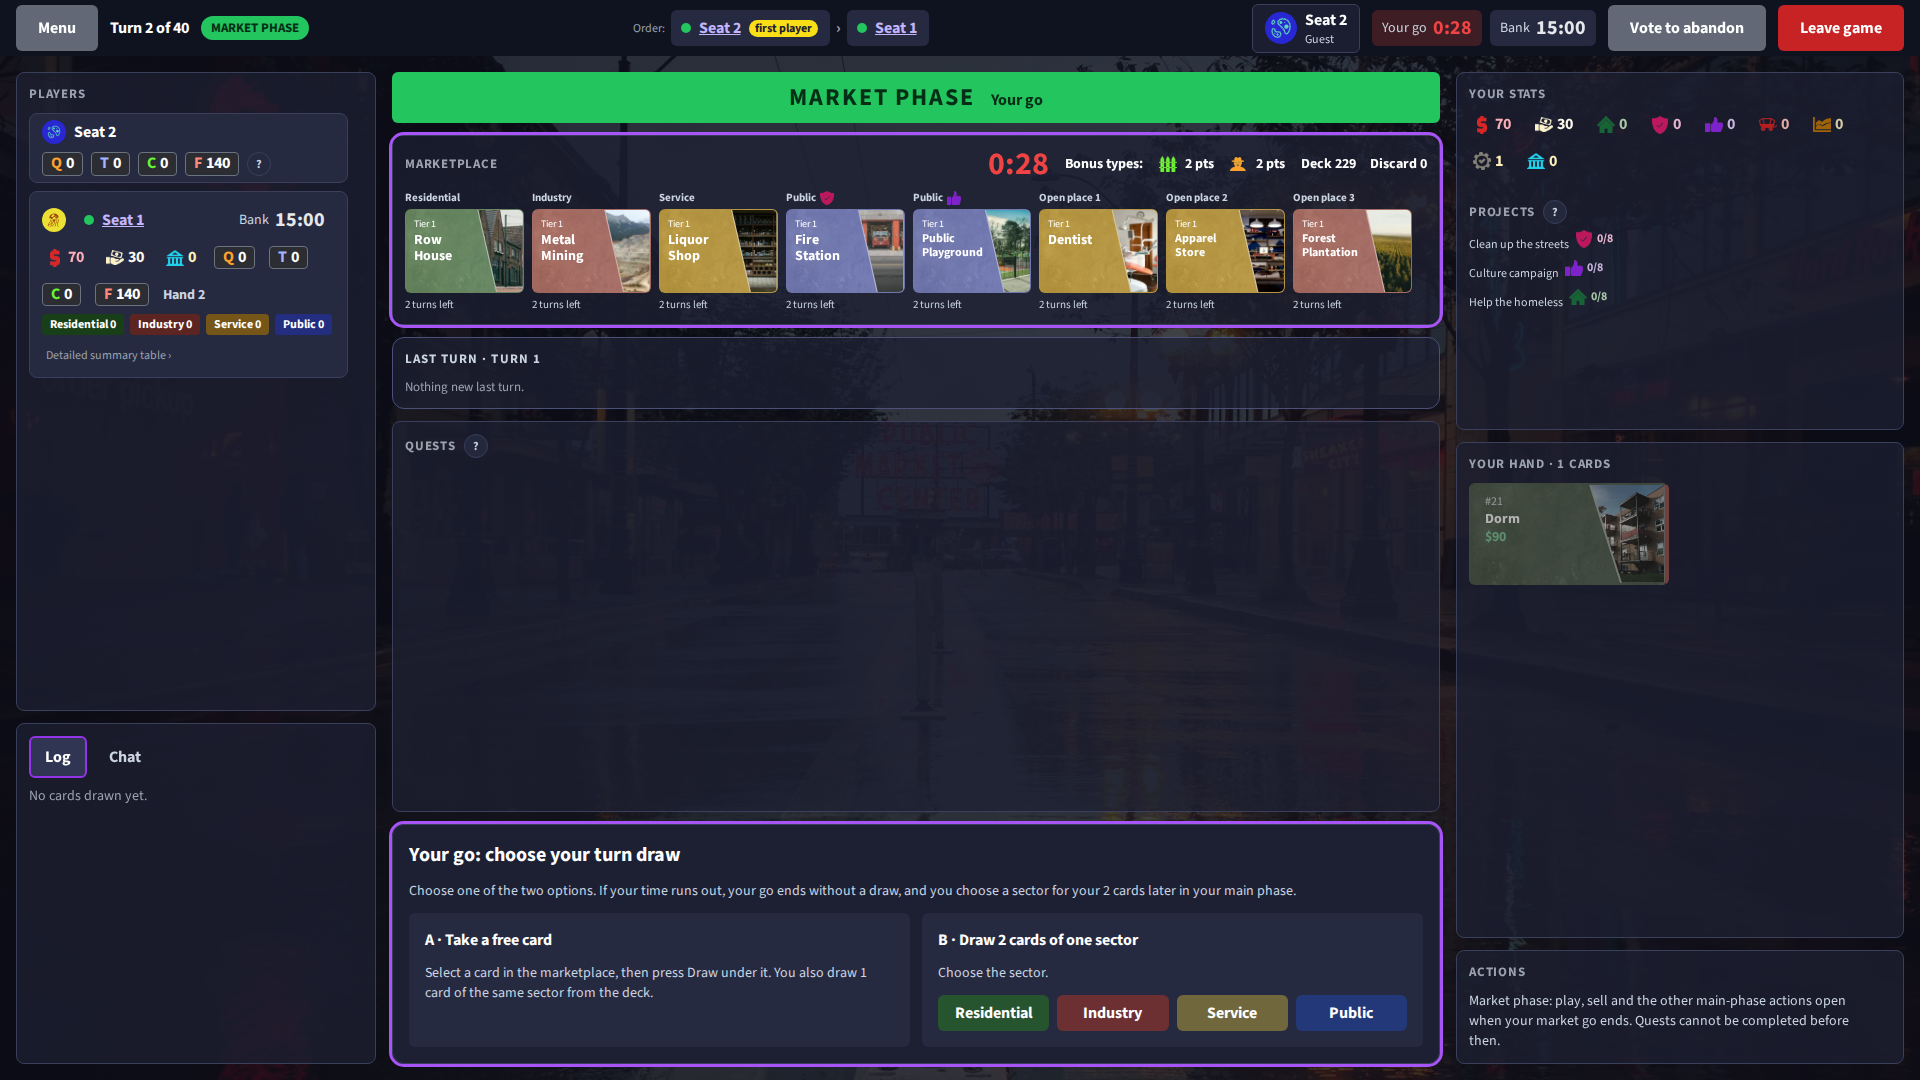 Menu
Turn 2 of 40
MARKET PHASE
Order:
Seat 2
first player
›
Seat 1
Seat 2
Guest
Your go 0:28
Bank 15:00
Vote to abandon
Leave game
PLAYERS
Seat 2
Q 0
T 0
C 0
F 140
?
Seat 1
Bank 15:00
70
30
0
Q 0
T 0
C 0
F 140
Hand 2
Residential 0
Industry 0
Service 0
Public 0
Detailed summary table ›
Log
Chat
No cards drawn yet.
MARKET PHASE Your go
MARKETPLACE
0:28
Bonus types:
2 pts
2 pts
Deck 229
Discard 0
Residential
Tier 1
Row
House
2 turns left
Industry
Tier 1
Metal
Mining
2 turns left
Service
Tier 1
Liquor
Shop
2 turns left
Public
Tier 1
Fire
Station
2 turns left
Public
Tier 1
Public
Playground
2 turns left
Open place 1
Tier 1
Dentist
2 turns left
Open place 2
Tier 1
Apparel
Store
2 turns left
Open place 3
Tier 1
Forest
Plantation
2 turns left
LAST TURN · TURN 1
Nothing new last turn.
QUESTS ?
Your go: choose your turn draw
Choose one of the two options. If your time runs out, your go ends without a draw, and you choose a sector for your 2 cards later in your main phase.
A · Take a free card
Select a card in the marketplace, then press Draw under it. You also draw 1
card of the same sector from the deck.
B · Draw 2 cards of one sector
Choose the sector.
Residential
Industry
Service
Public
YOUR STATS
70
30
0
0
0
0
0
1
0
PROJECTS ?
Clean up the streets 0/8
Culture campaign 0/8
Help the homeless 0/8
YOUR HAND · 1 CARDS
#21
Dorm
$90
ACTIONS
Market phase: play, sell and the other main-phase actions open
when your market go ends. Quests cannot be completed before
then.